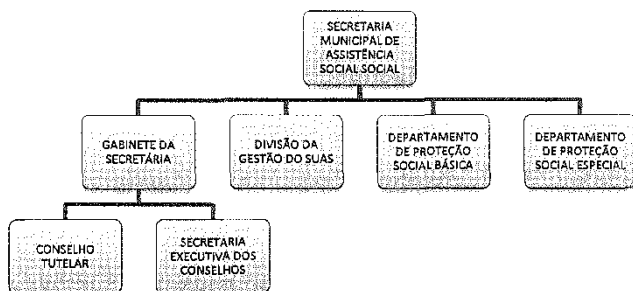 SECRETARIA
MUNICIPAL DE
ASSISTÊNCIA
SOCIAL SOCIAL
GABINETE DA
SECRETÁRIA
DIVISÃO DA
GESTÃO DO SUAS
DEPARTAMENTO
DE PROTEÇÃO
SOCIAL BÁSICA
DEPARTAMENTO
DE PROTEÇÃO
SOCIAL ESPECIAL
CONSELHO
TUTELAR
SECRETARIA
EXECUTIVA DOS
CONSELHOS